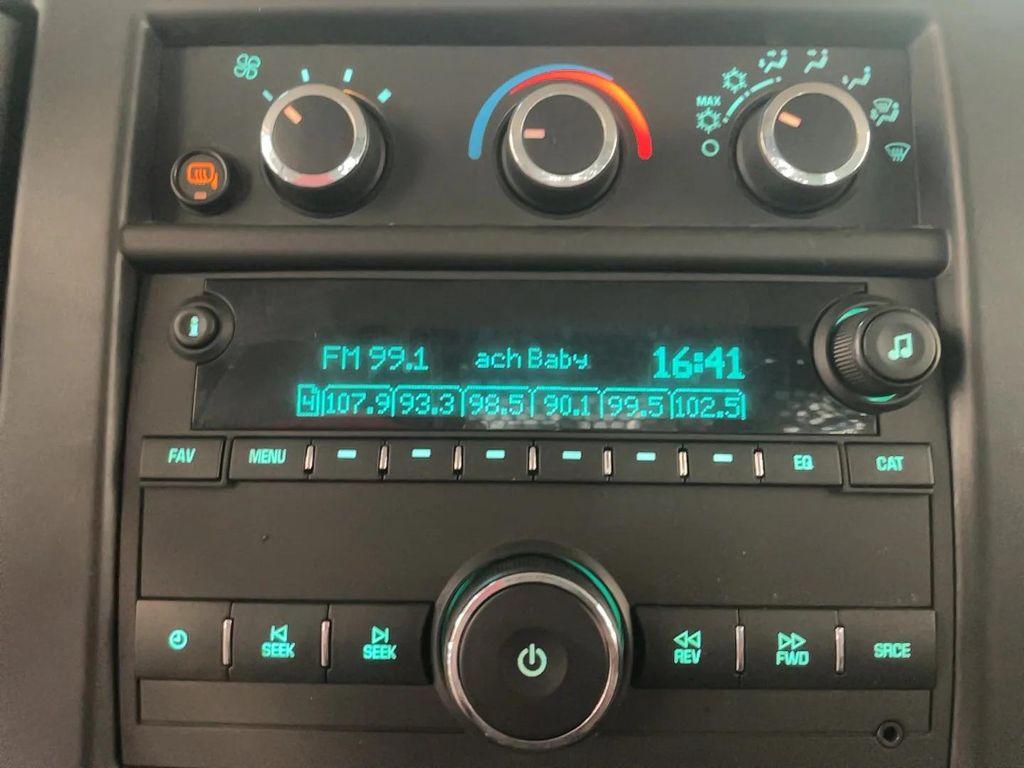 MAX
FM 99.1 ach Baby 16:41
4 107.9 93.3 98.5 90.1 99.5 102.5
FAV MENU EQ CAT
SEEK SEEK REV FWD SRCE